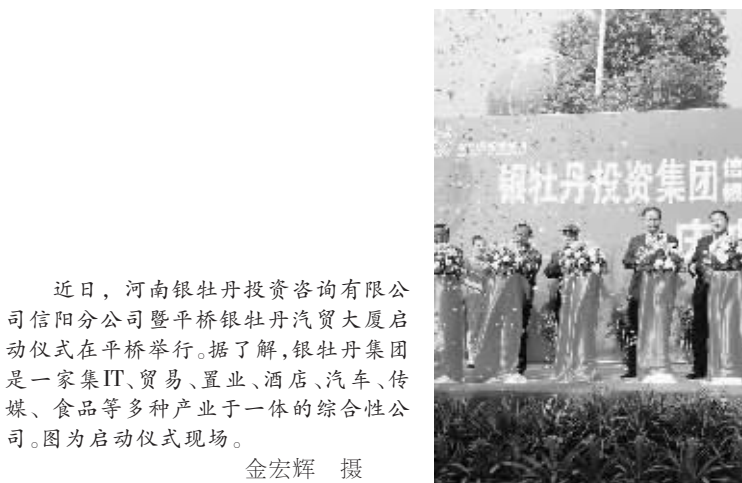 近日，河南银牡丹投资咨询有限公
司信阳分公司暨平桥银牡丹汽贸大厦启
动仪式在平桥举行。据了解，银牡丹集团
是一家集IT、贸易、置业、酒店、汽车、传
媒、食品等多种产业于一体的综合性公
司。图为启动仪式现场。
金宏辉　摄
银牡丹投资集团